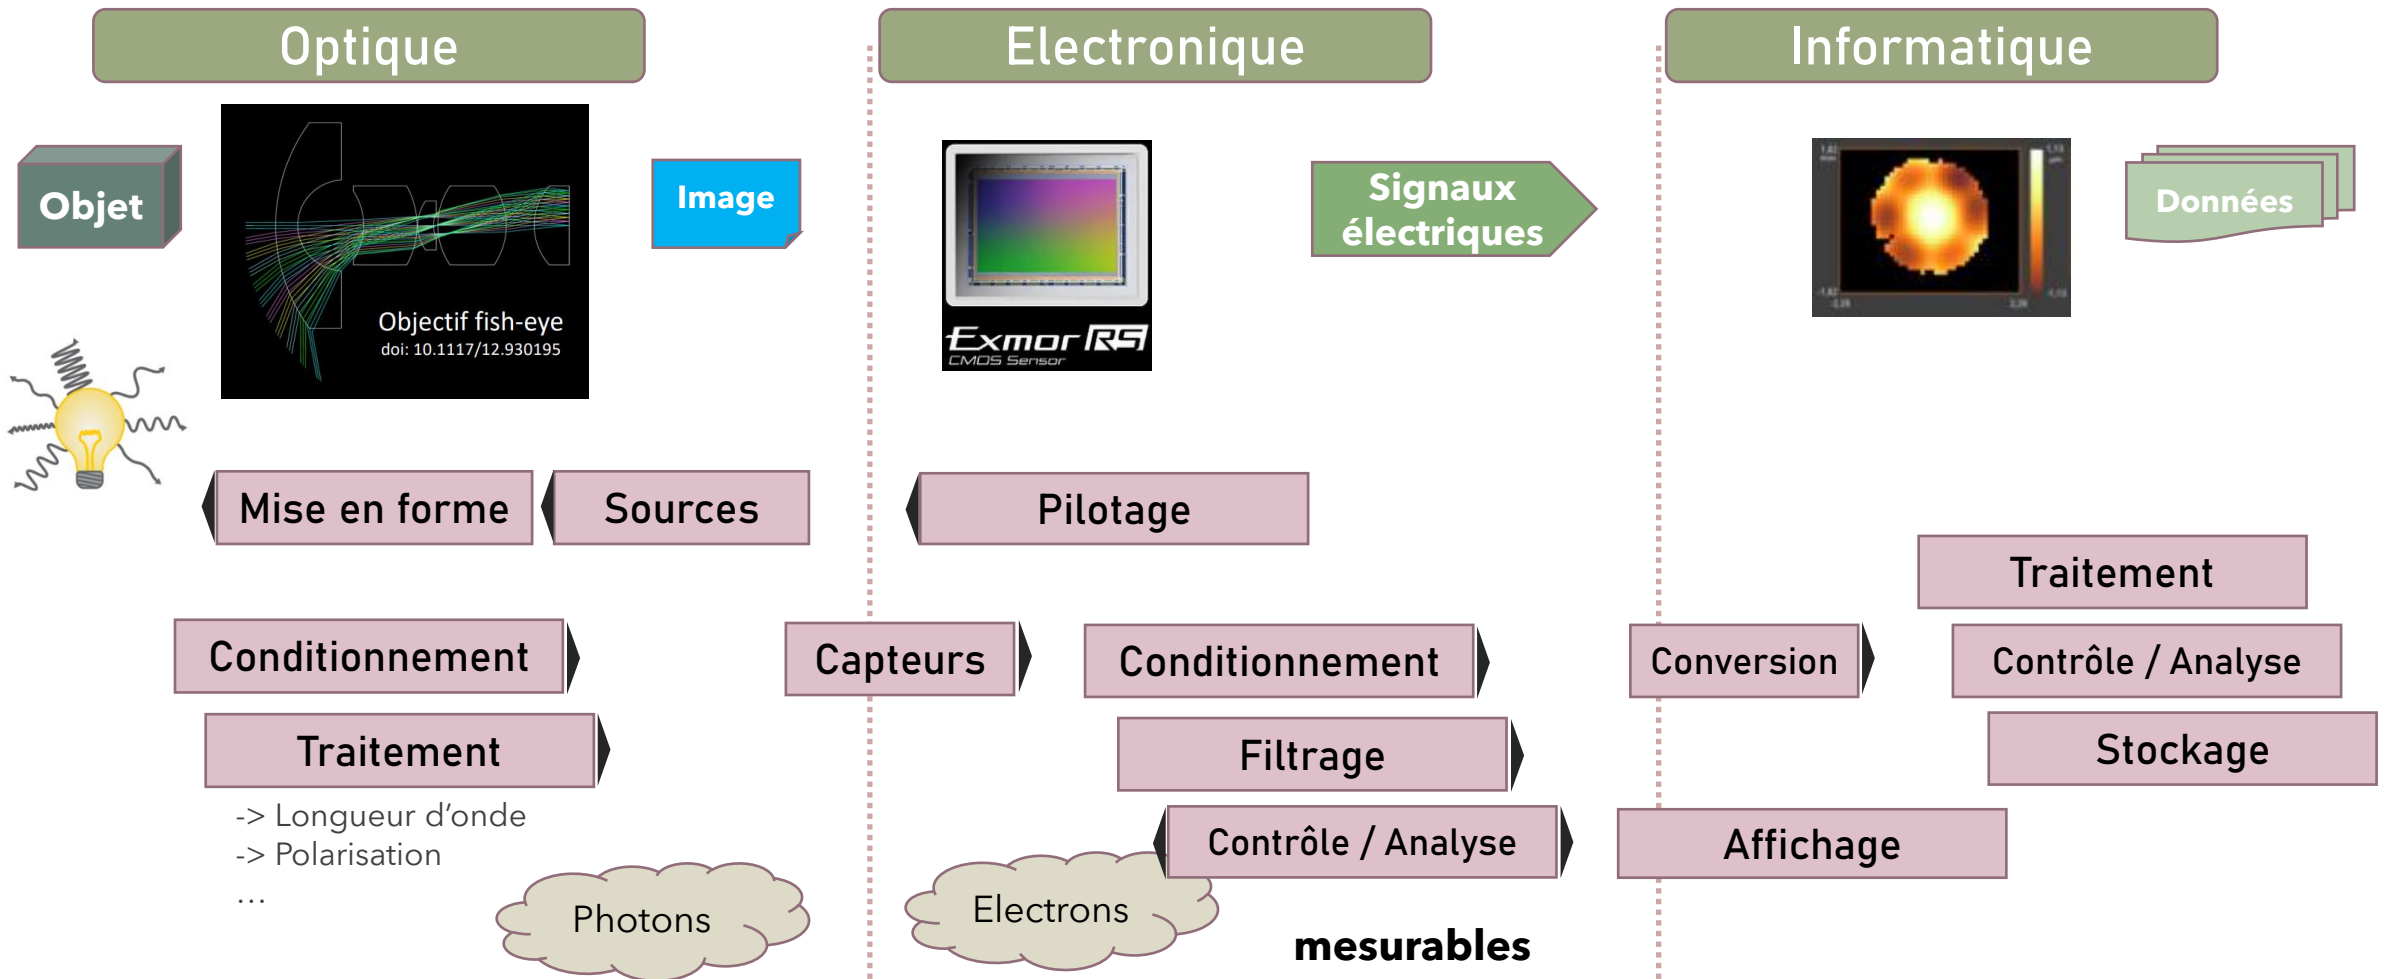 Optique
Electronique
Informatique
Objet
Objectif fish-eye
doi: 10.1117/12.930195
Image
Exmor RS
CMOS Sensor
Signaux
électriques
Données
Mise en forme
Sources
Pilotage
Traitement
Conditionnement
Capteurs
Conditionnement
Conversion
Contrôle / Analyse
Traitement
Filtrage
Stockage
-> Longueur d’onde
-> Polarisation
...
Contrôle / Analyse
Affichage
Photons
Electrons
mesurables